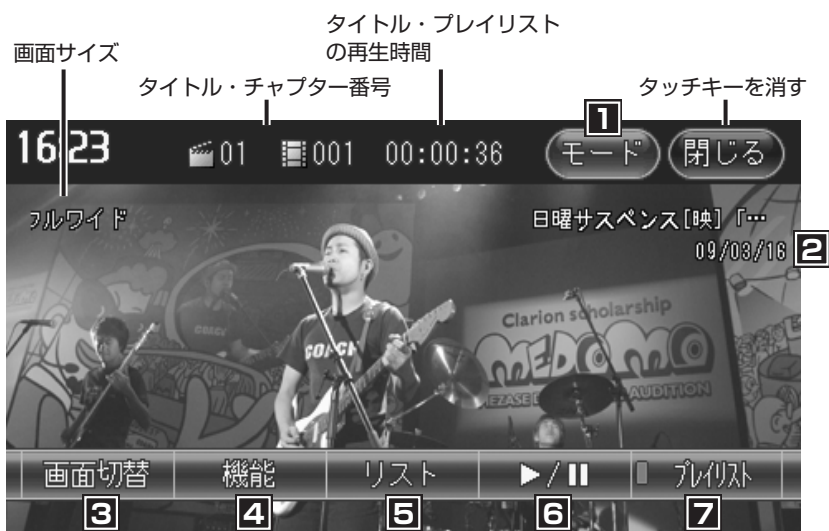 タイトル・プレイリスト
の再生時間
画面サイズ
タイトル・チャプター番号
タッチキーを消す
1
16:23
01
001
00:00:36
モード
閉じる
フルワイド
日曜サスペンス[映]「…
09/03/16
2
Clarion scholarship
MEDOMO
AUDITION
COACH
COACH
画面切替
機能
リスト
▶/II
プレイリスト
3
4
5
6
7